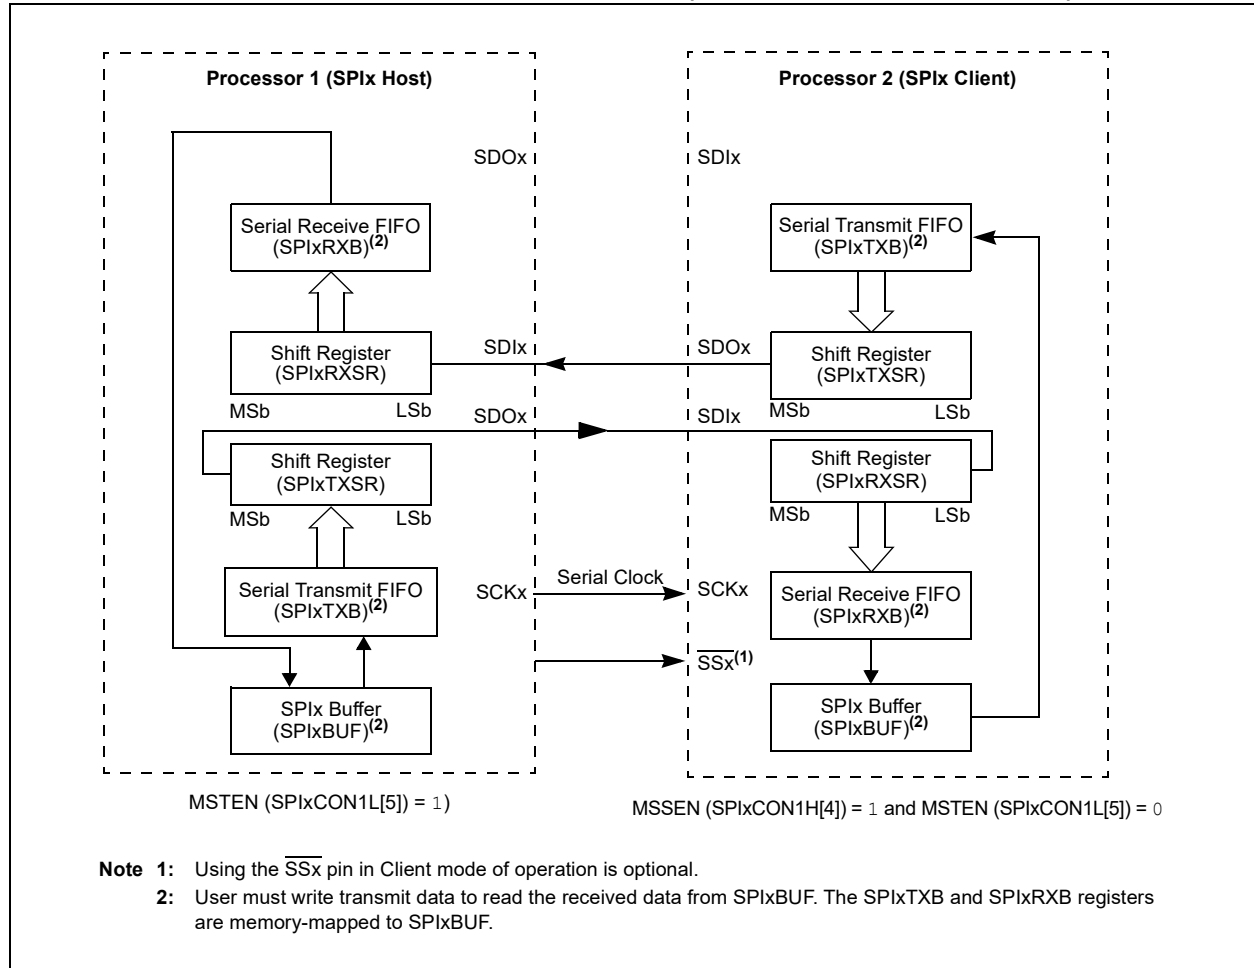 Processor 1 (SPIx Host)
SDOx
Serial Receive FIFO
(SPIxRXB)(2)
Shift Register
(SPIxRXSR)
MSb
LSb
SDIx
SDOx
Shift Register
(SPIxTXSR)
MSb
LSb
Serial Transmit FIFO
(SPIxTXB)(2)
SCKx
SPIx Buffer
(SPIxBUF)(2)
MSTEN (SPIxCON1L[5]) = 1)
Serial Clock
Processor 2 (SPIx Client)
SDIx
Serial Transmit FIFO
(SPIxTXB)(2)
SDOx
Shift Register
(SPIxTXSR)
MSb
LSb
SDIx
Shift Register
(SPIxRXSR)
MSb
LSb
SCKx
Serial Receive FIFO
(SPIxRXB)(2)
SSx(1)
SPIx Buffer
(SPIxBUF)(2)
MSSEN (SPIxCON1H[4]) = 1 and MSTEN (SPIxCON1L[5]) = 0
Note 1: Using the SSx pin in Client mode of operation is optional.
2: User must write transmit data to read the received data from SPIxBUF. The SPIxTXB and SPIxRXB registers
are memory-mapped to SPIxBUF.